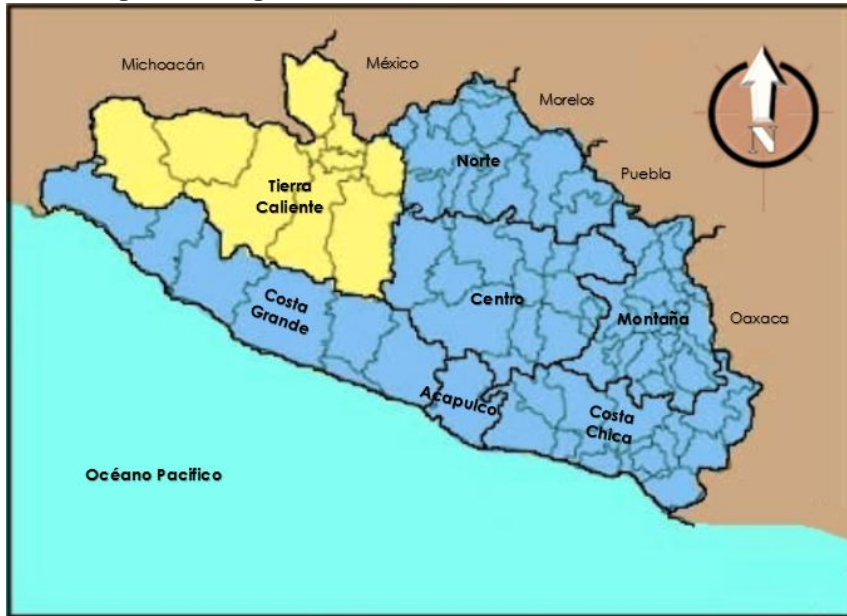 Michoacán
México
Morelos
Norte
Puebla
Tierra
Caliente
Costa
Grande
Centro
Montaña
Oaxaca
Acapulco
Costa
Chica
Océano Pacifico
N